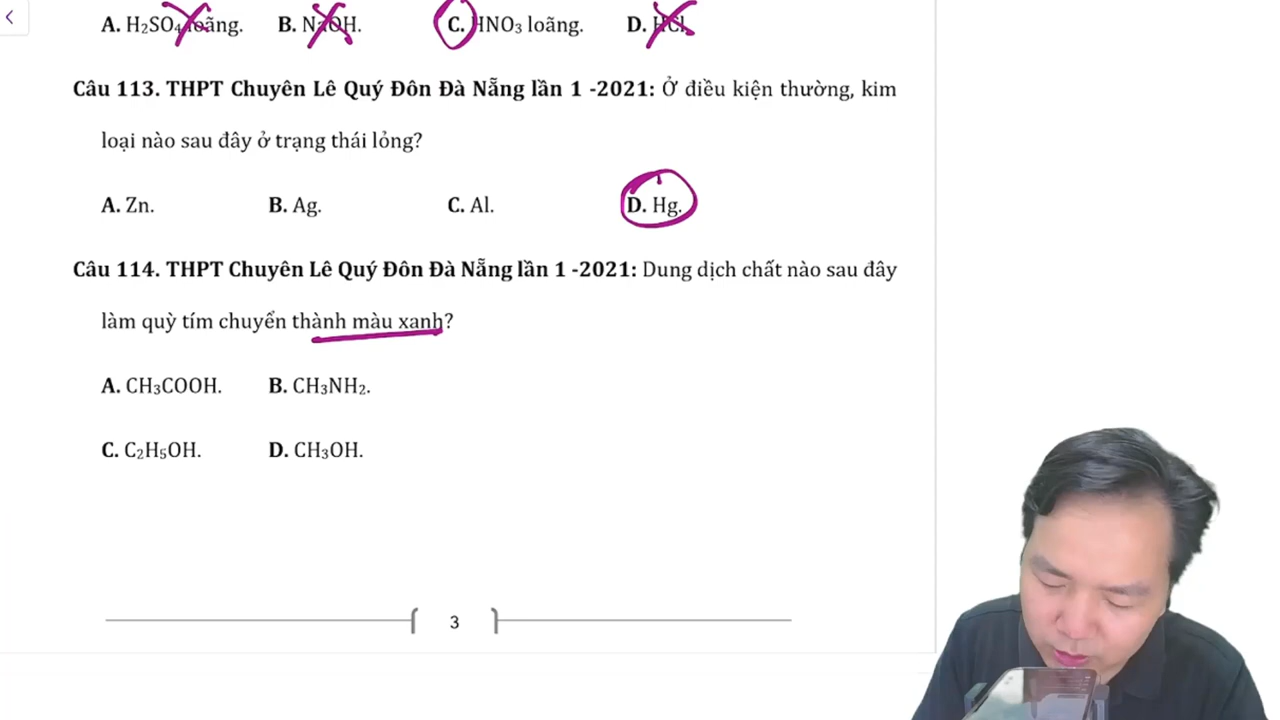 A. H₂SO₄ loãng. B. NaOH. C. HNO₃ loãng. D. HCl.
Câu 113. THPT Chuyên Lê Quý Đôn Đà Nẵng lần 1 -2021: Ở điều kiện thường, kim
loại nào sau đây ở trạng thái lỏng?
A. Zn. B. Ag. C. Al. D. Hg.
Câu 114. THPT Chuyên Lê Quý Đôn Đà Nẵng lần 1 -2021: Dung dịch chất nào sau đây
làm quỳ tím chuyển thành màu xanh?
A. CH₃COOH. B. CH₃NH₂.
C. C₂H₅OH. D. CH₃OH.
3